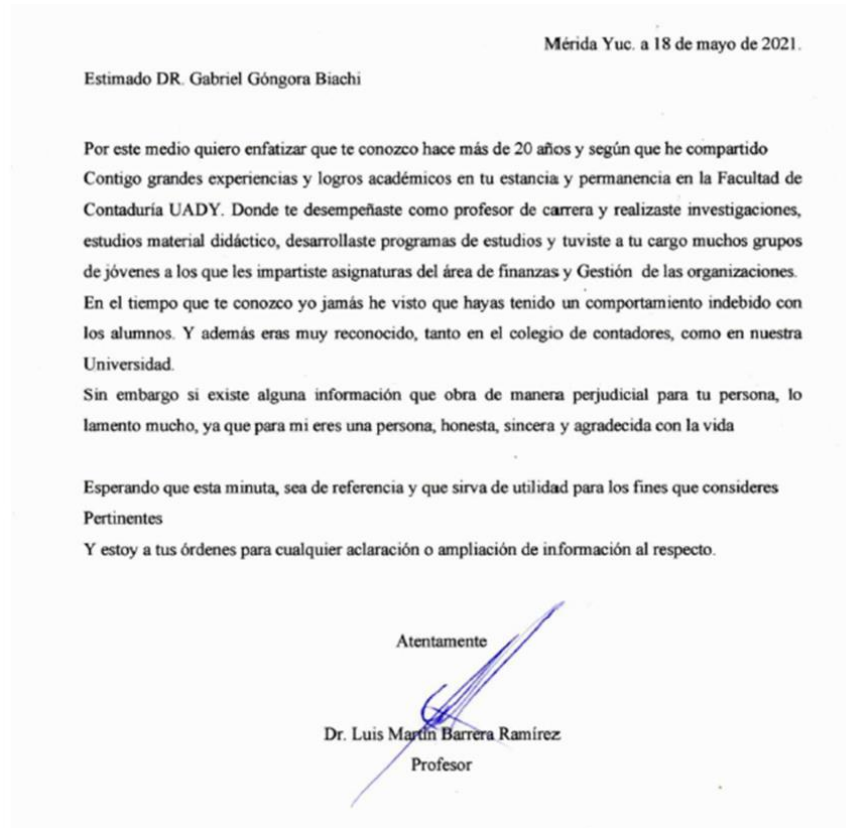 Mérida Yuc. a 18 de mayo de 2021.
Estimado DR. Gabriel Góngora Biachi
Por este medio quiero enfatizar que te conozco hace más de 20 años y según que he compartido
Contigo grandes experiencias y logros académicos en tu estancia y permanencia en la Facultad de
Contaduría UADY. Donde te desempeñaste como profesor de carrera y realizaste investigaciones,
estudios material didáctico, desarrollaste programas de estudios y tuviste a tu cargo muchos grupos
de jóvenes a los que les impartiste asignaturas del área de finanzas y Gestión de las organizaciones.
En el tiempo que te conozco yo jamás he visto que hayas tenido un comportamiento indebido con
los alumnos. Y además eras muy reconocido, tanto en el colegio de contadores, como en nuestra
Universidad.
Sin embargo si existe alguna información que obra de manera perjudicial para tu persona, lo
lamento mucho, ya que para mi eres una persona, honesta, sincera y agradecida con la vida
Esperando que esta minuta, sea de referencia y que sirva de utilidad para los fines que consideres
Pertinentes
Y estoy a tus órdenes para cualquier aclaración o ampliación de información al respecto.
Atentamente
Dr. Luis Martín Barrera Ramírez
Profesor